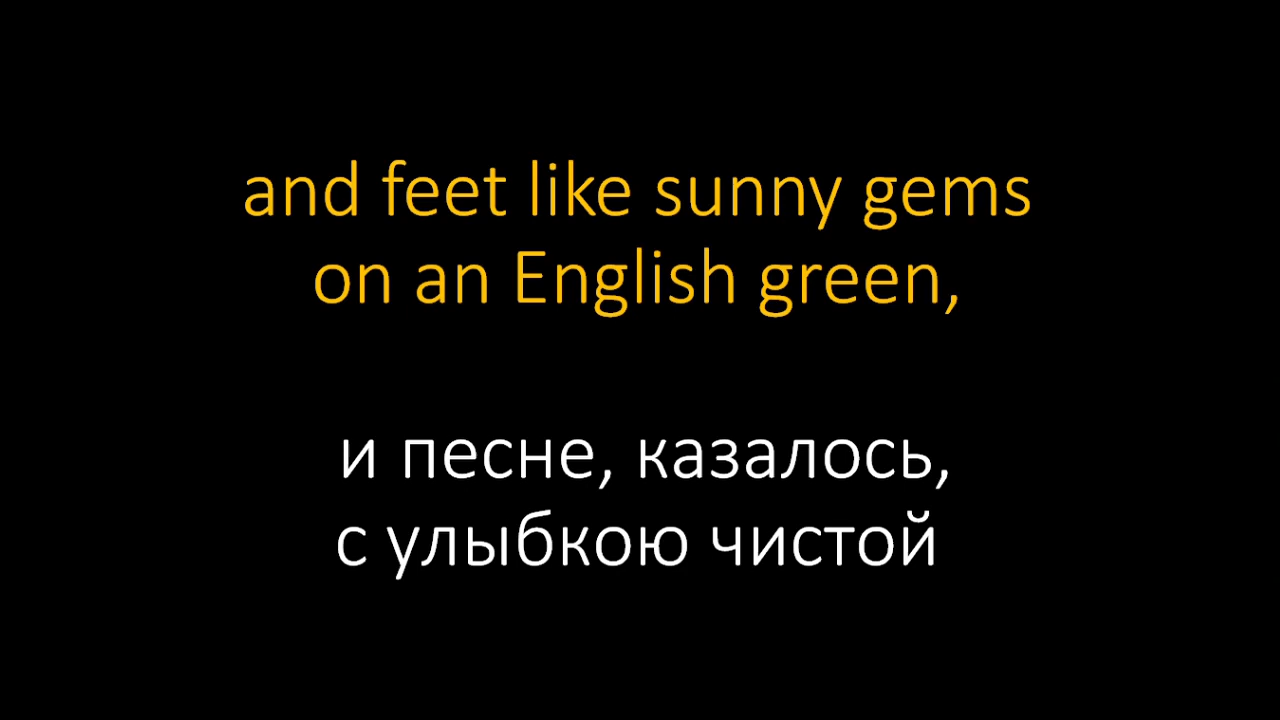 and feet like sunny gems
on an English green,
и песне, казалось,
с улыбкою чистой